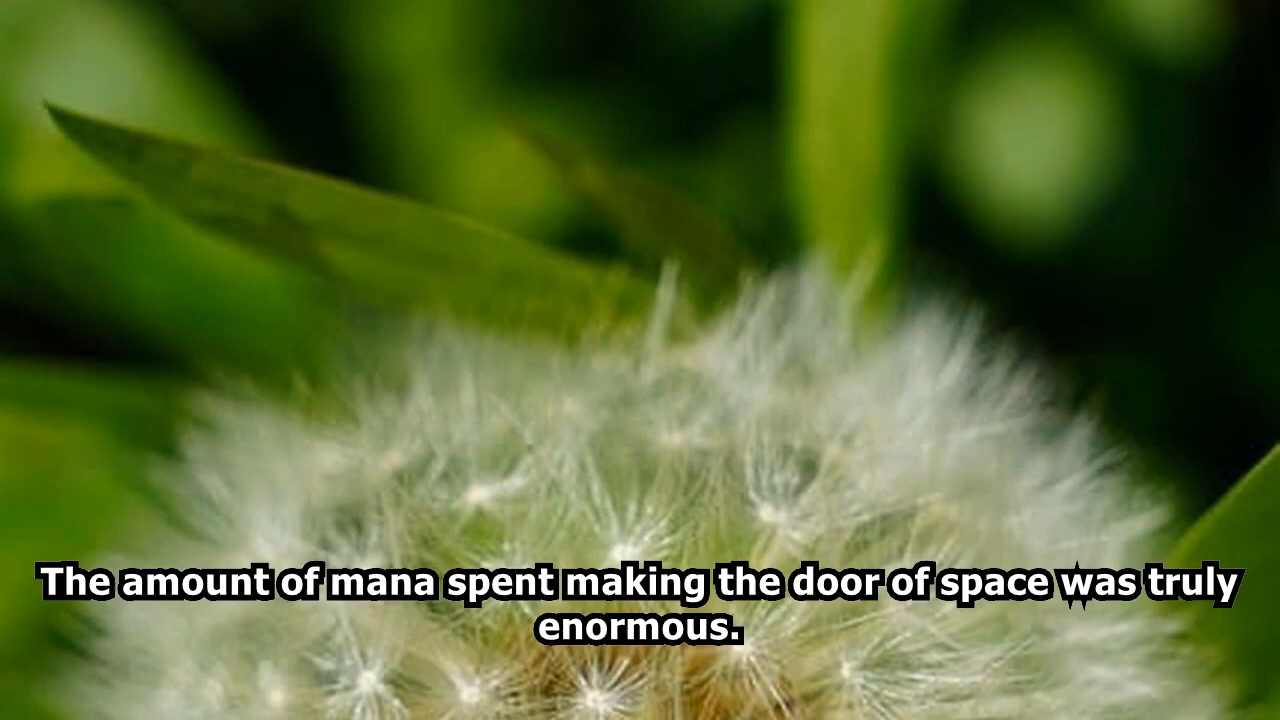 The amount of mana spent making the door of space was truly
enormous.